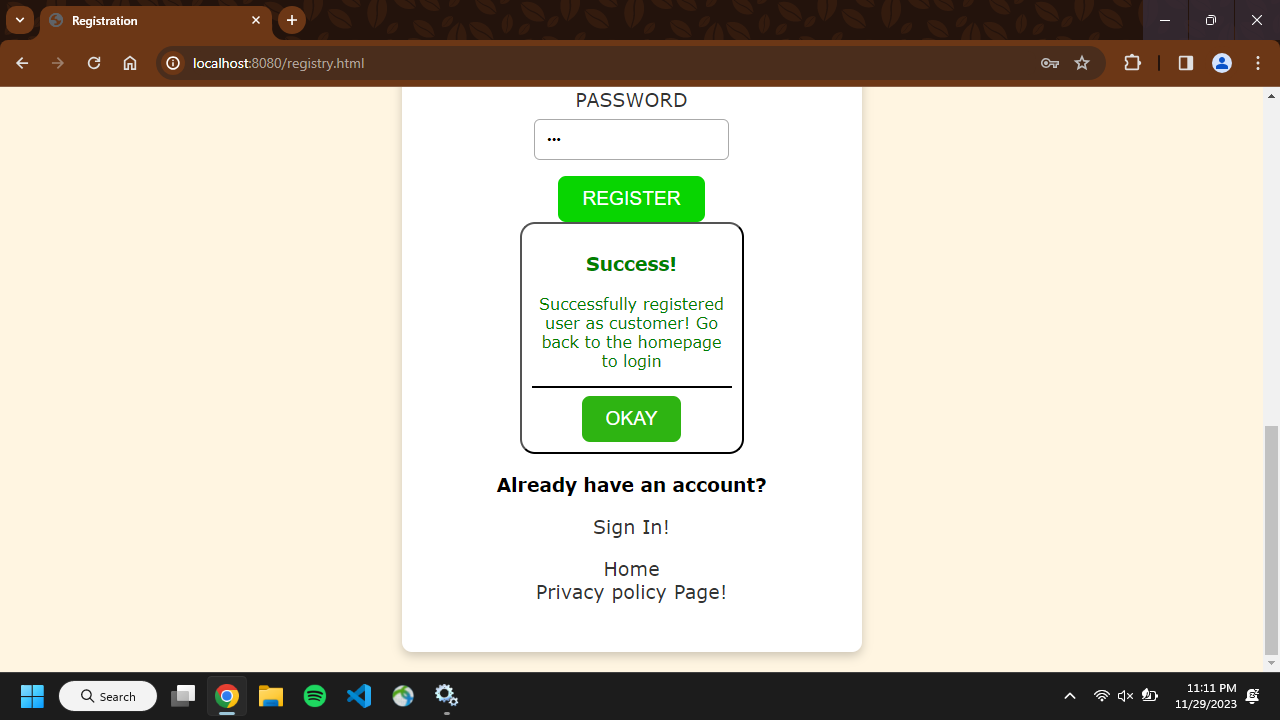 Registration
localhost:8080/registry.html
PASSWORD
•••
REGISTER
Success!
Successfully registered
user as customer! Go
back to the homepage
to login
OKAY
Already have an account?
Sign In!
Home
Privacy policy Page!
Search
11:11 PM
11/29/2023